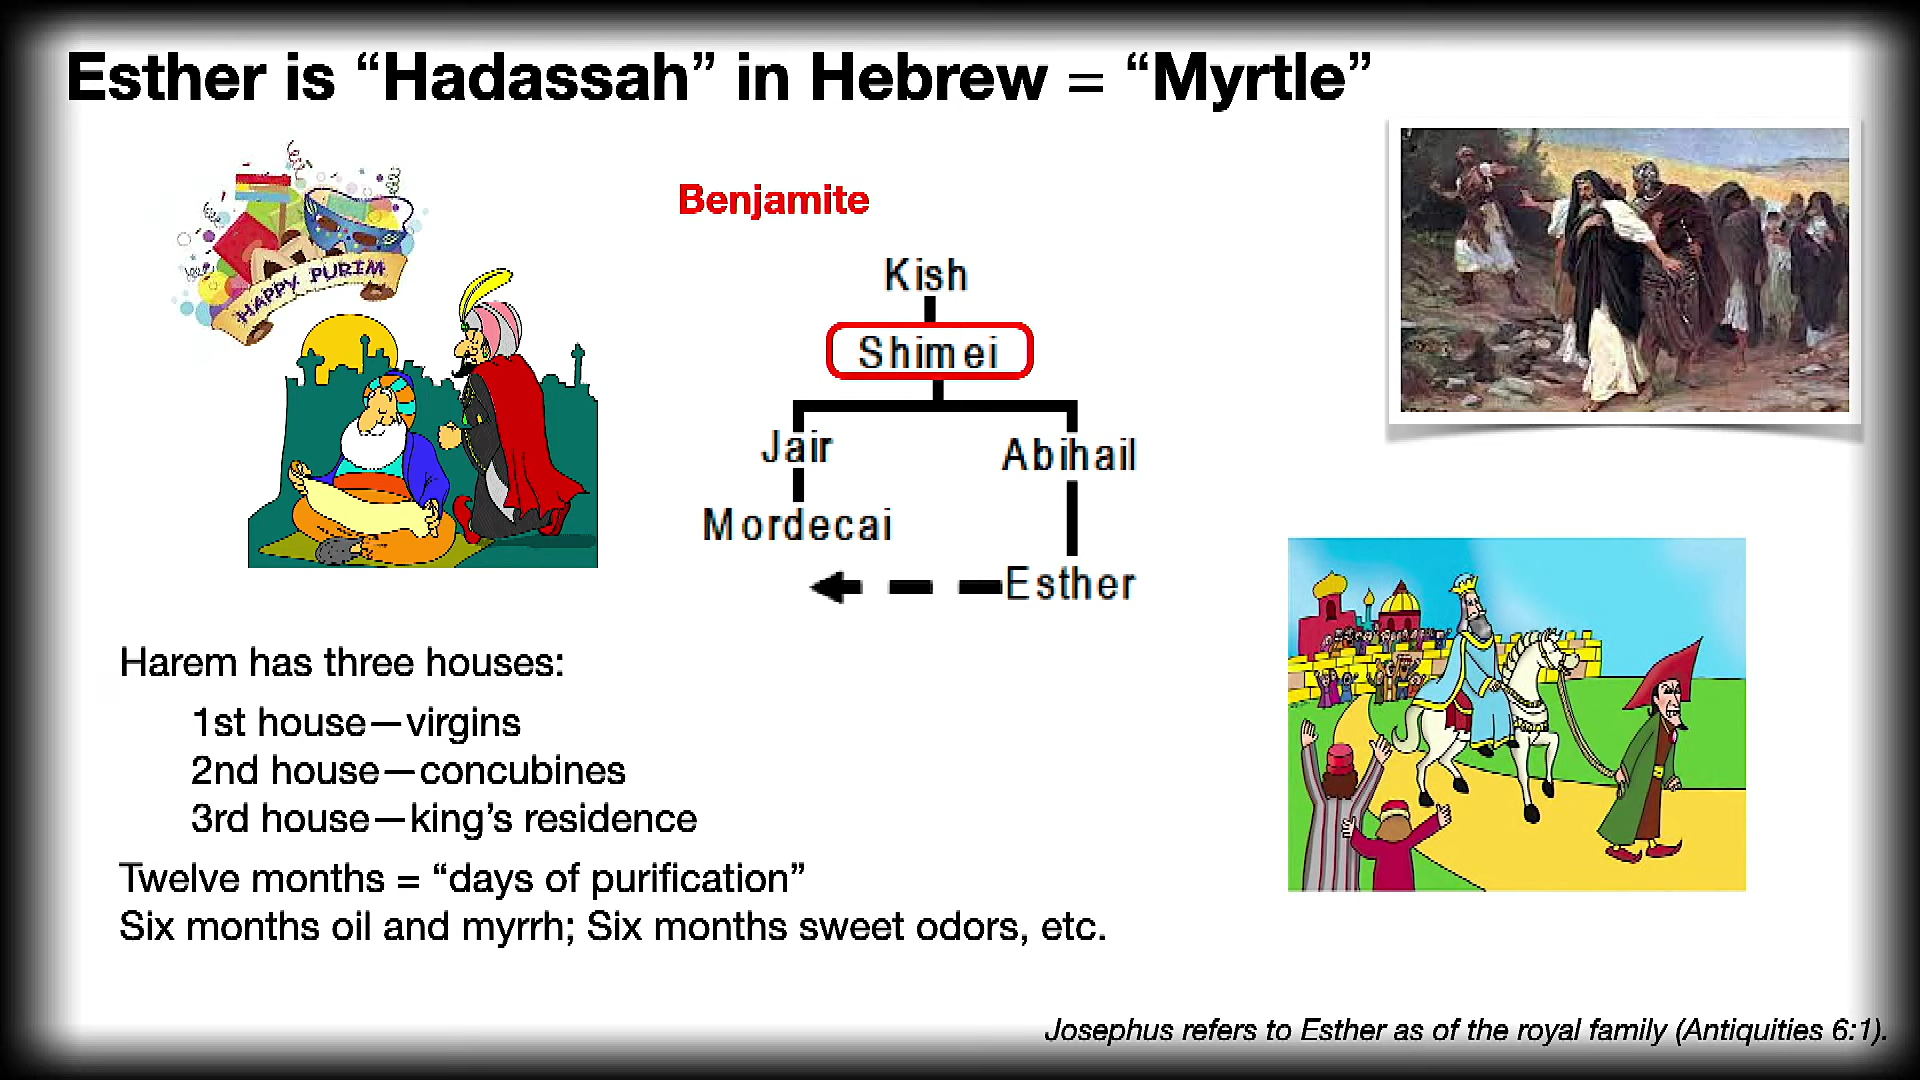 Esther is “Hadassah” in Hebrew = “Myrtle”
HAPPY PURIM
Benjamite
Kish
Shimei
Jair
Abihail
Mordecai
Esther
Harem has three houses:
1st house—virgins
2nd house—concubines
3rd house—king’s residence
Twelve months = “days of purification”
Six months oil and myrrh; Six months sweet odors, etc.
Josephus refers to Esther as of the royal family (Antiquities 6:1).